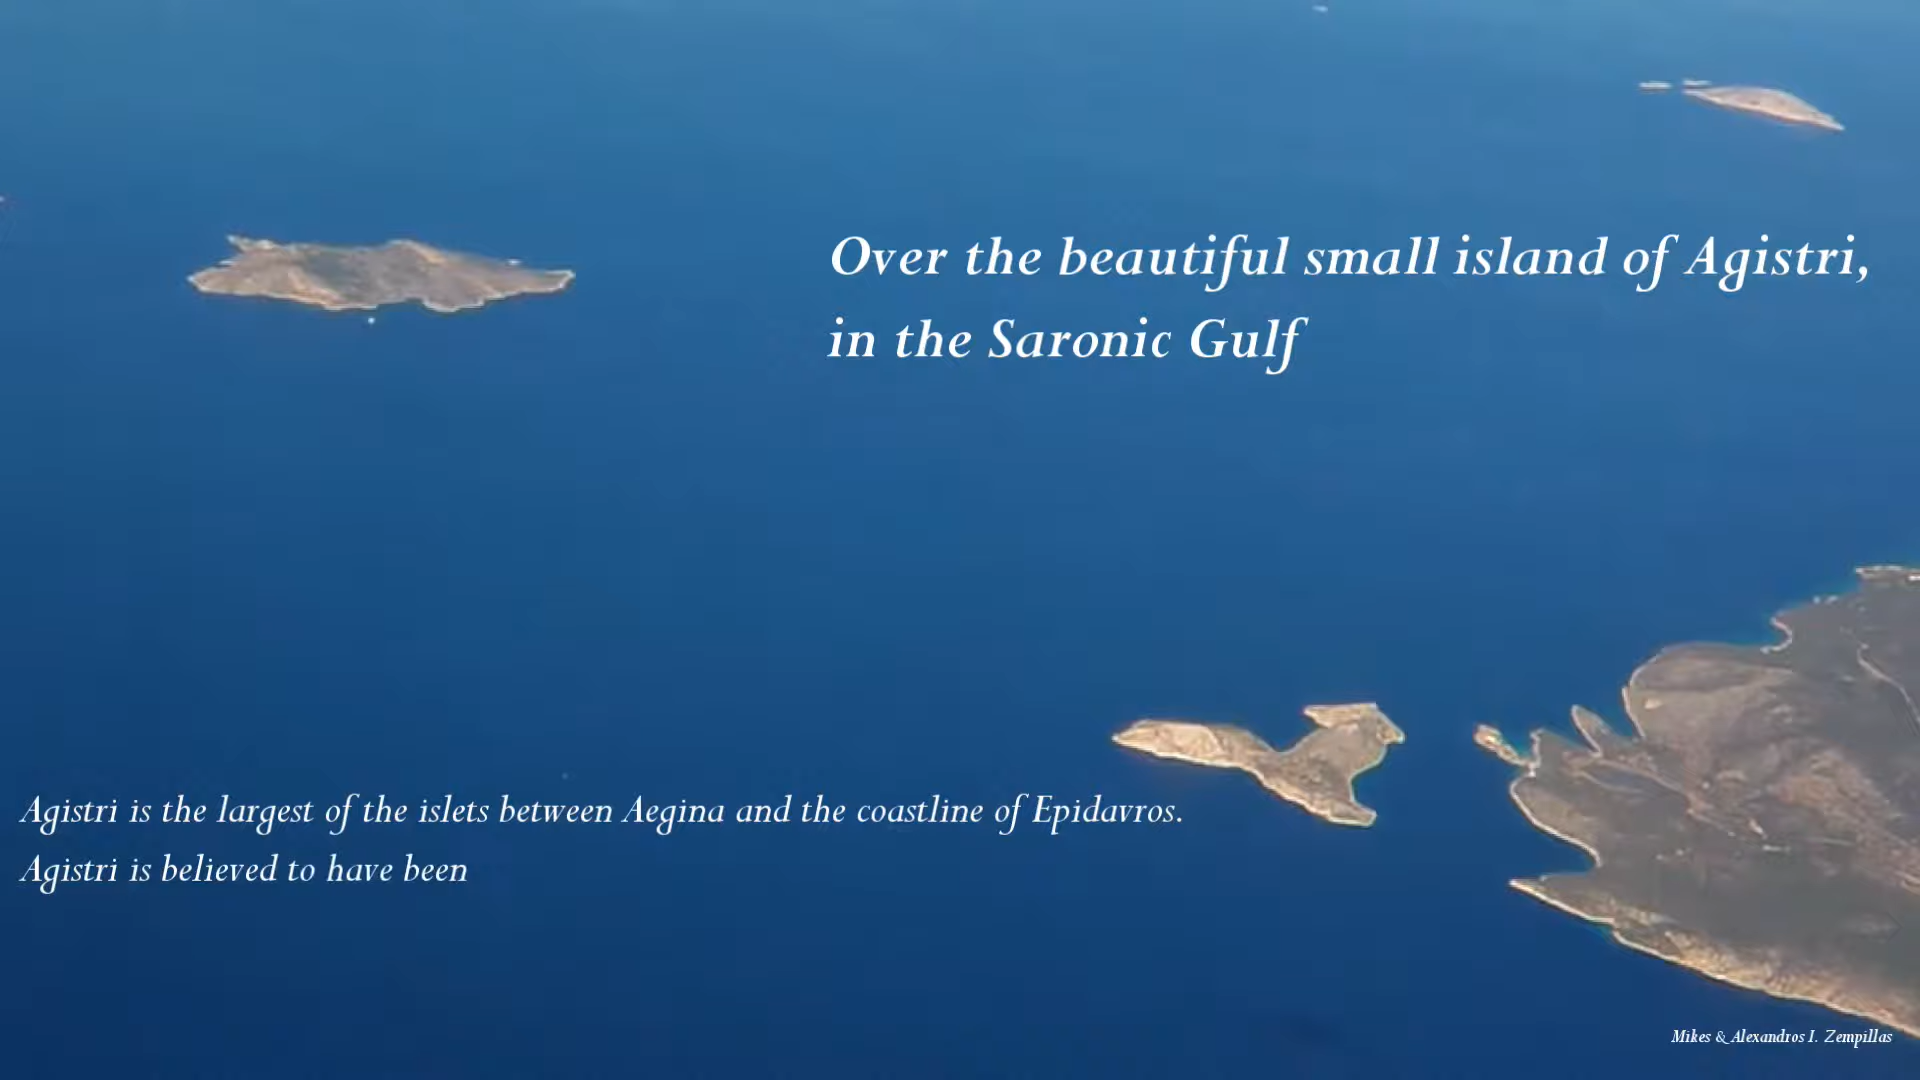 Over the beautiful small island of Agistri,
in the Saronic Gulf
Agistri is the largest of the islets between Aegina and the coastline of Epidavros.
Agistri is believed to have been
Mikes & Alexandros I. Zempillas